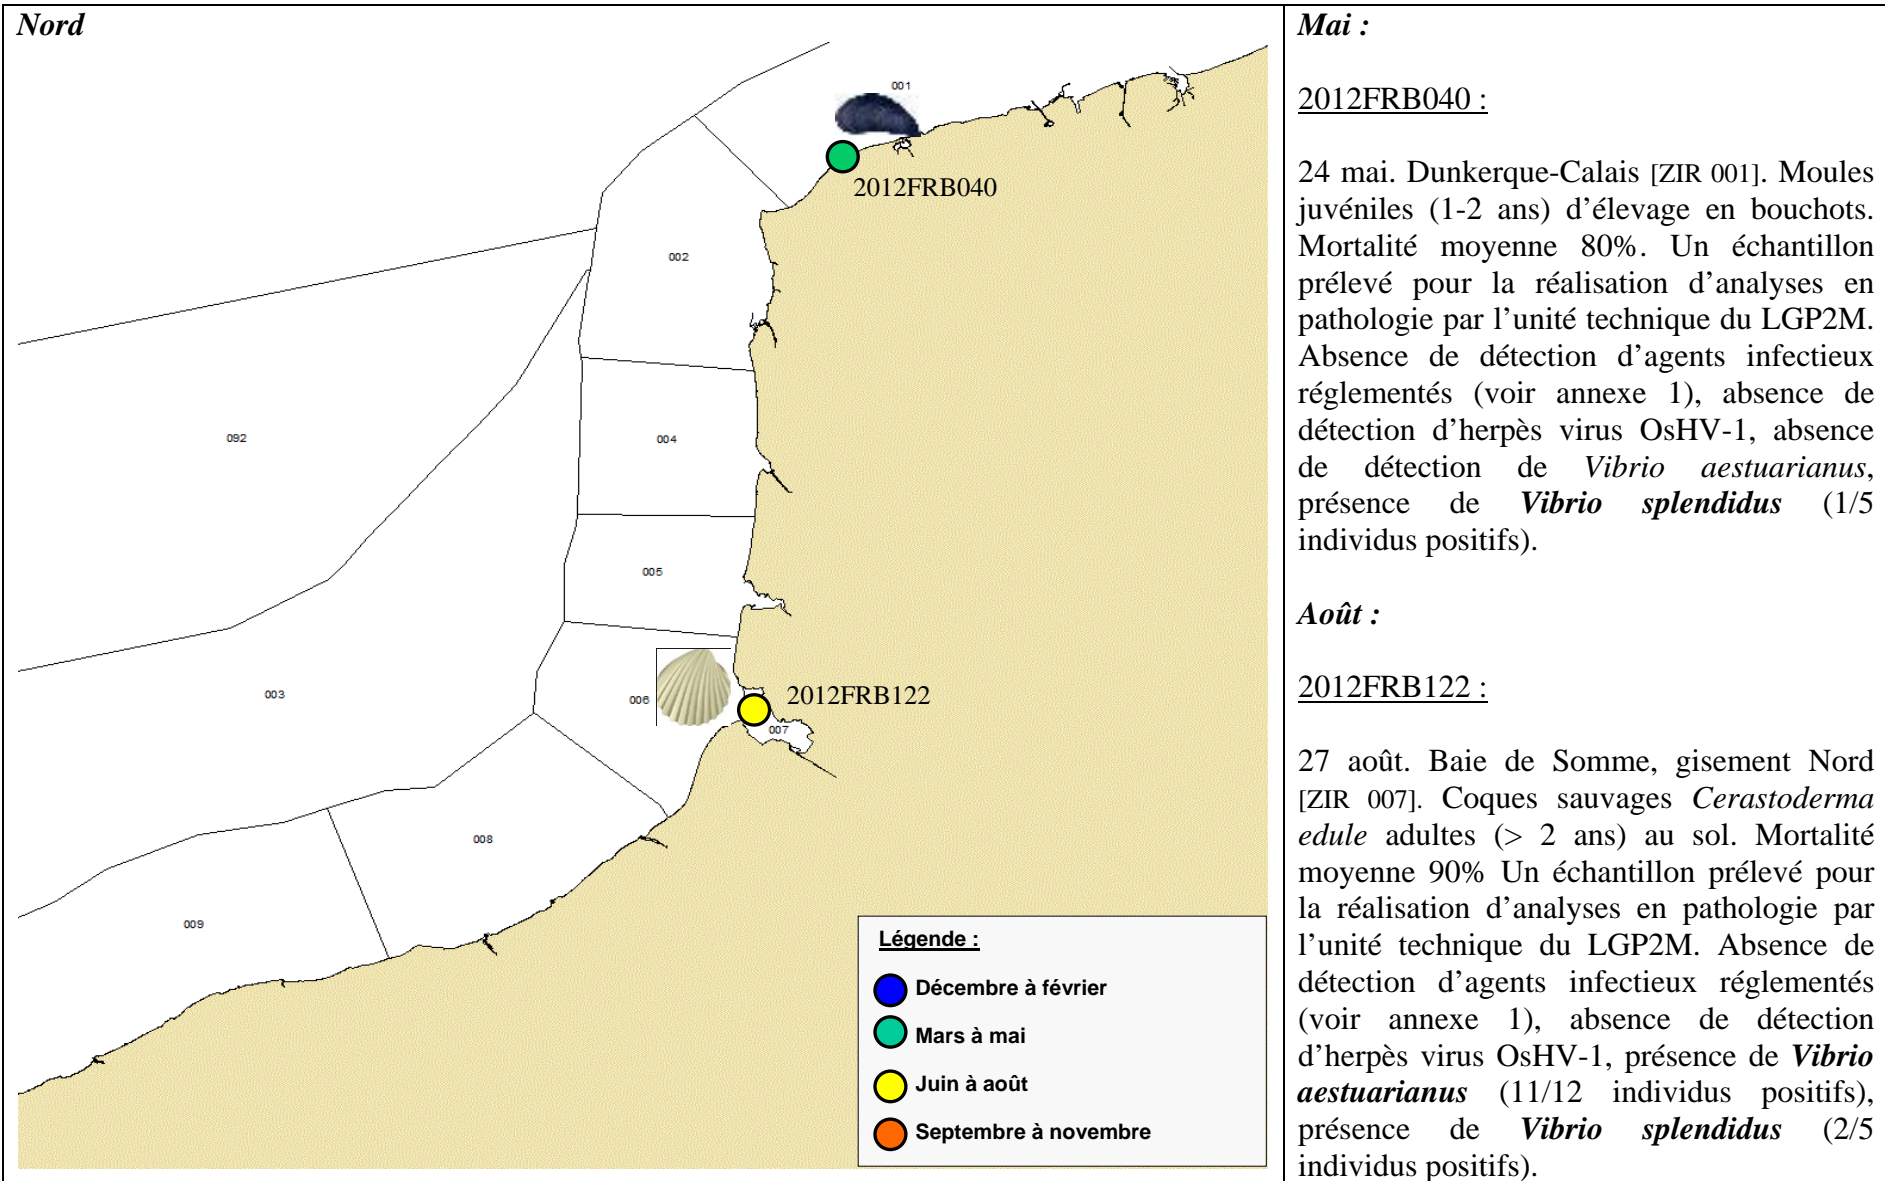 Nord
001
2012FRB040
002
092
004
005
003
006
2012FRB122
007
008
009
Légende :
Décembre à février
Mars à mai
Juin à août
Septembre à novembre
Mai :
2012FRB040 :
24 mai. Dunkerque-Calais [ZIR 001]. Moules
juvéniles (1-2 ans) d’élevage en bouchots.
Mortalité moyenne 80%. Un échantillon
prélevé pour la réalisation d’analyses en
pathologie par l’unité technique du LGP2M.
Absence de détection d’agents infectieux
réglementés (voir annexe 1), absence de
détection d’herpès virus OsHV-1, absence
de détection de Vibrio aestuarianus,
présence de Vibrio splendidus (1/5
individus positifs).
Août :
2012FRB122 :
27 août. Baie de Somme, gisement Nord
[ZIR 007]. Coques sauvages Cerastoderma
edule adultes (> 2 ans) au sol. Mortalité
moyenne 90% Un échantillon prélevé pour
la réalisation d’analyses en pathologie par
l’unité technique du LGP2M. Absence de
détection d’agents infectieux réglementés
(voir annexe 1), absence de détection
d’herpès virus OsHV-1, présence de Vibrio
aestuarianus (11/12 individus positifs),
présence de Vibrio splendidus (2/5
individus positifs).